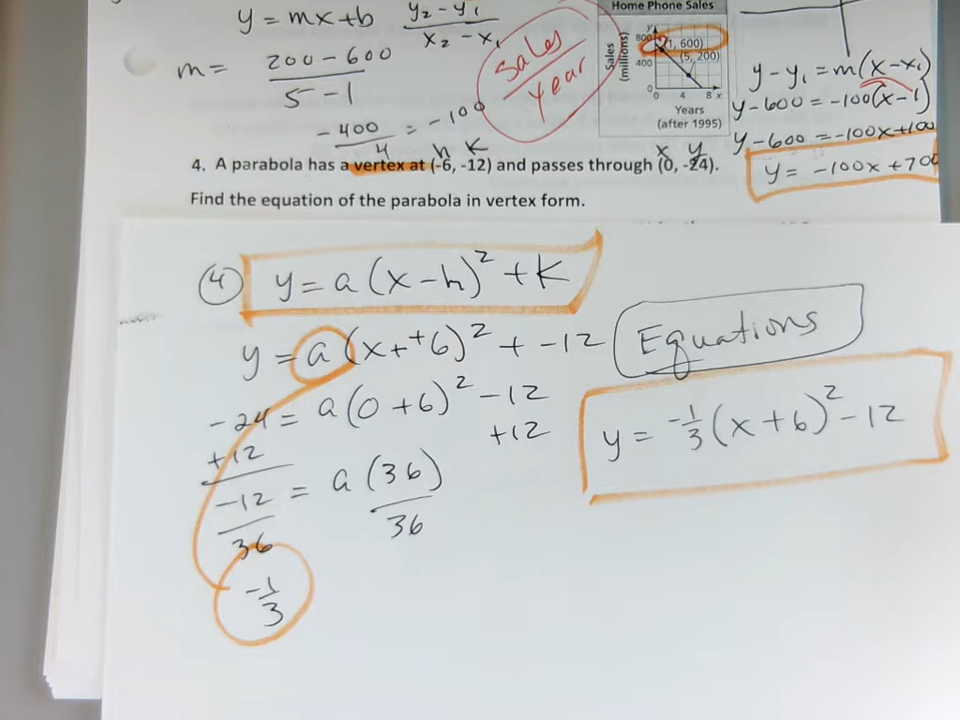 y = mx+b
y₂ - y₁
x₂ - x₁
m = 200 - 600
5 - 1
-400
4
= -100
Sales
Year
Home Phone Sales
Sales
(millions)
y
800
400
0
(1, 600)
(5, 200)
0 4 8 x
Years
(after 1995)
y - y₁ = m(x - x₁)
y - 600 = -100(x - 1)
y - 600 = -100x + 100
y = -100x + 700
h K
x y
4. A parabola has a vertex at (-6, -12) and passes through (0, -24).
Find the equation of the parabola in vertex form.
④ y = a (x - h)² + K
y = a (x + +6)² + -12
Equations
-24 = a (0 + 6)² - 12
+12 +12
y = -1/3 (x + 6)² - 12
-12 = a (36)
36 36
-1/3